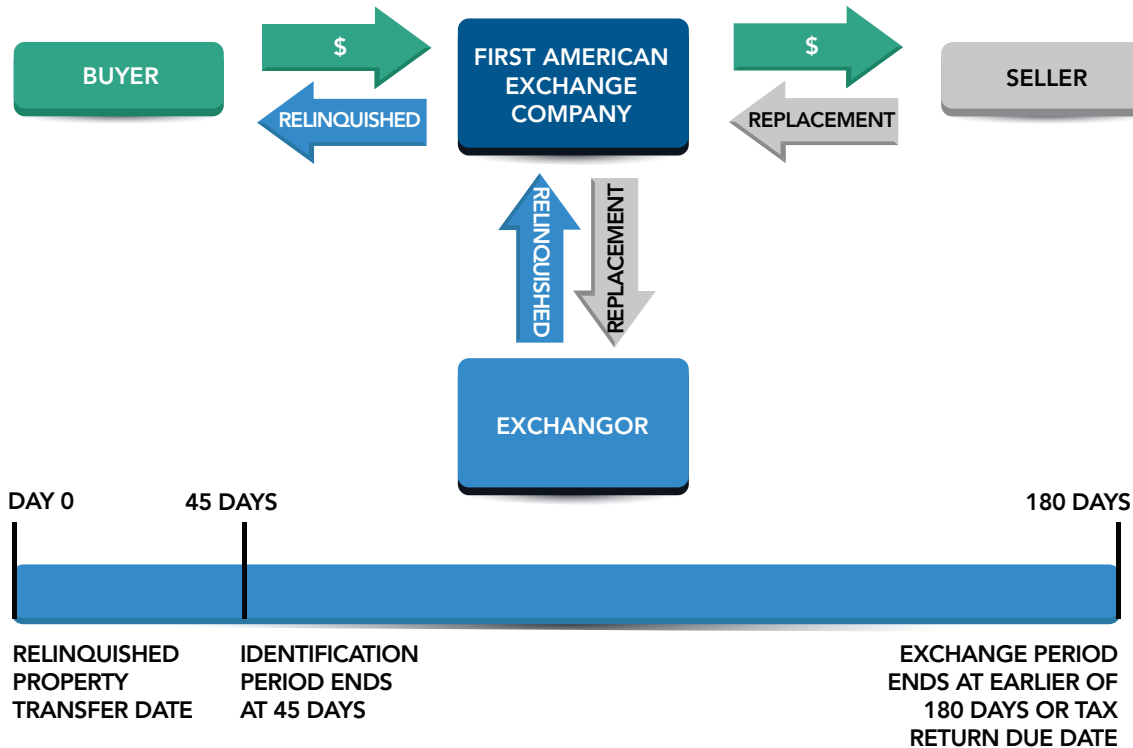 BUYER
$
RELINQUISHED
FIRST AMERICAN
EXCHANGE
COMPANY
$
REPLACEMENT
SELLER
RELINQUISHED
REPLACEMENT
EXCHANGOR
DAY 0
45 DAYS
180 DAYS
RELINQUISHED
PROPERTY
TRANSFER DATE
IDENTIFICATION
PERIOD ENDS
AT 45 DAYS
EXCHANGE PERIOD
ENDS AT EARLIER OF
180 DAYS OR TAX
RETURN DUE DATE